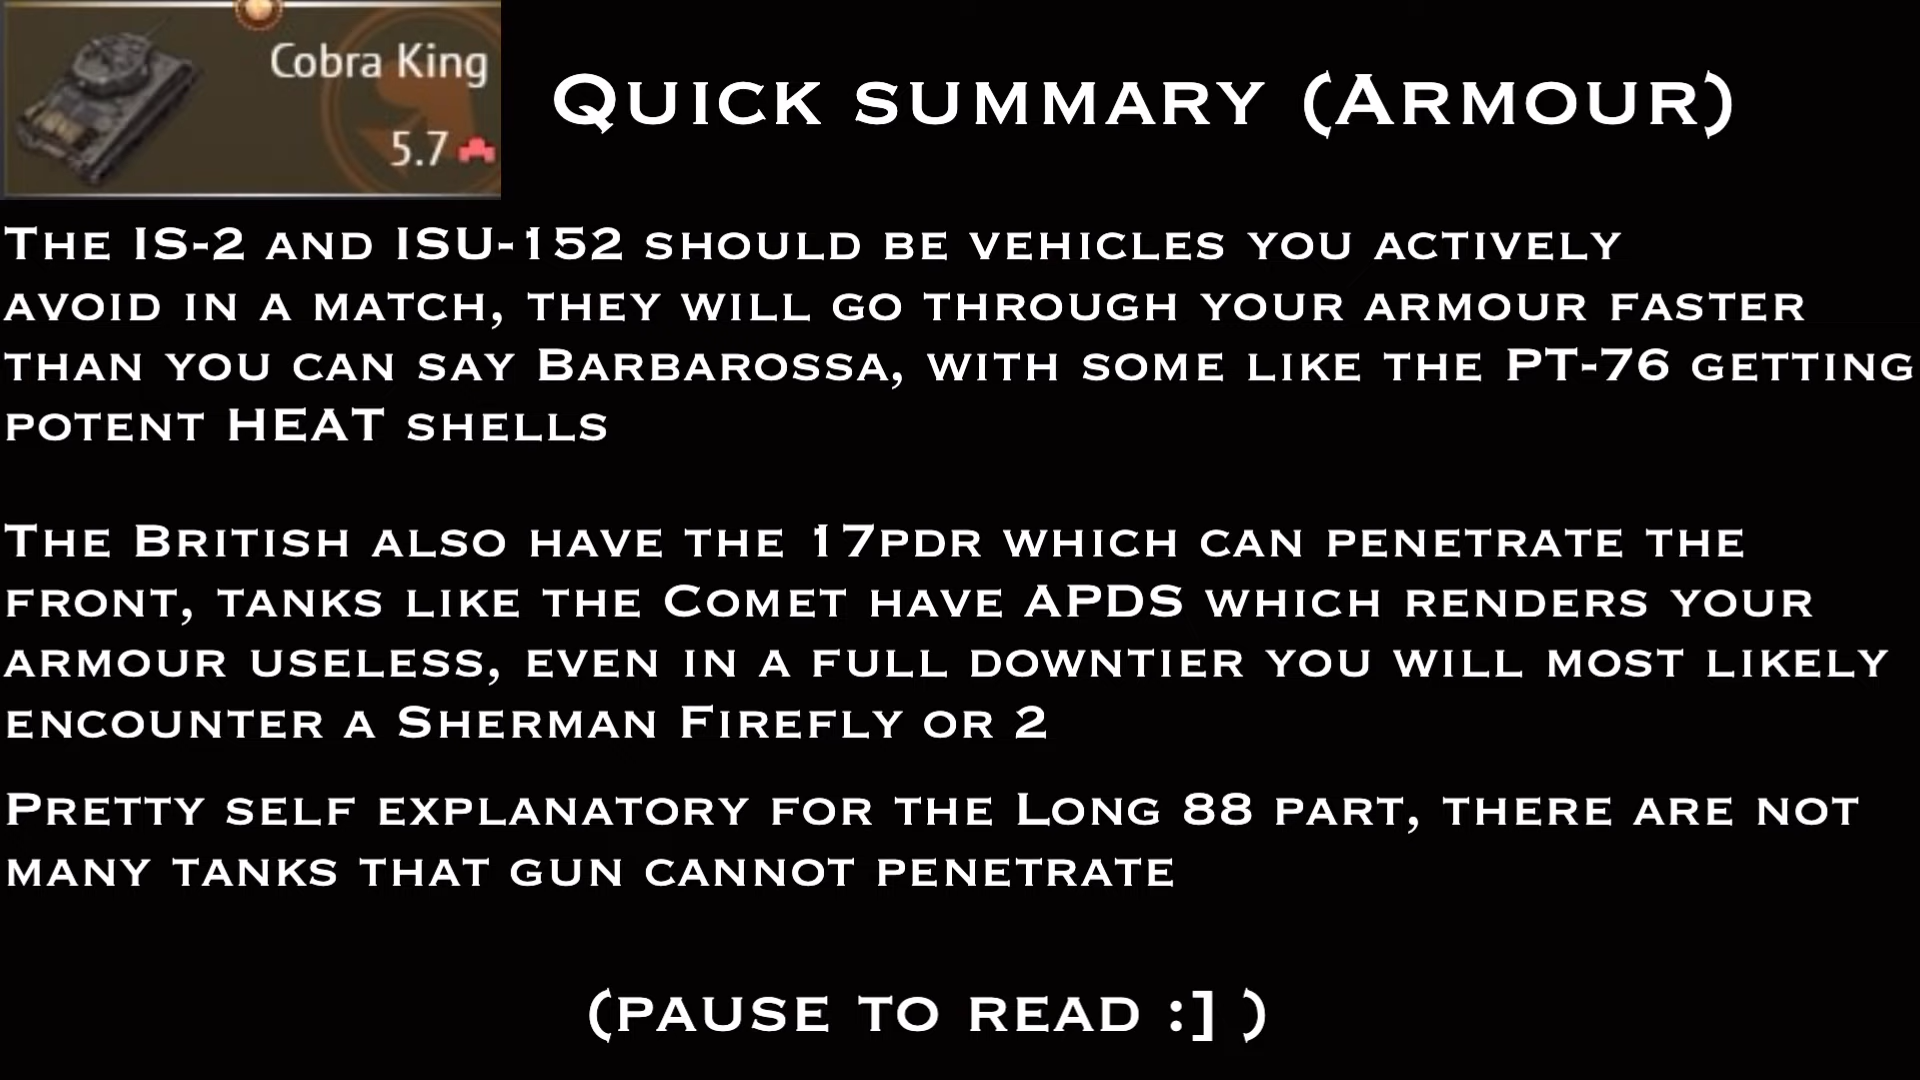 Cobra King
5.7
Quick summary (Armour)
The IS-2 and ISU-152 should be vehicles you actively
avoid in a match, they will go through your armour faster
than you can say Barbarossa, with some like the PT-76 getting
potent HEAT shells
The British also have the 17pdr which can penetrate the
front, tanks like the Comet have APDS which renders your
armour useless, even in a full downtier you will most likely
encounter a Sherman Firefly or 2
Pretty self explanatory for the Long 88 part, there are not
many tanks that gun cannot penetrate
(pause to read :] )